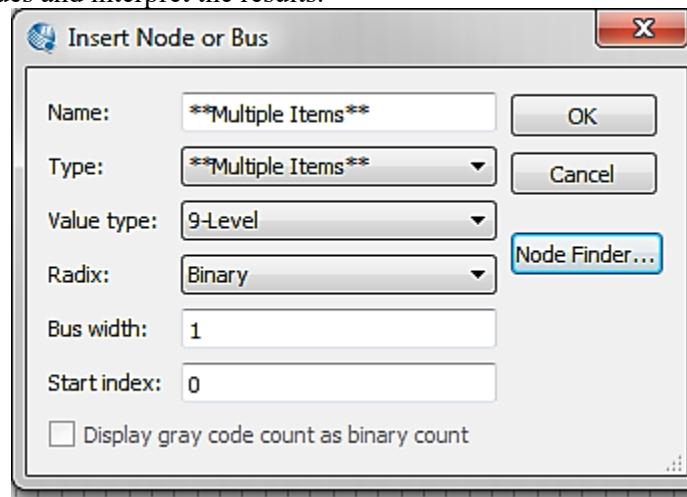 and interpret the results.
Insert Node or Bus
Name: **Multiple Items** OK
Type: **Multiple Items** Cancel
Value type: 9-Level
Node Finder...
Radix: Binary
Bus width: 1
Start index: 0
Display gray code count as binary count